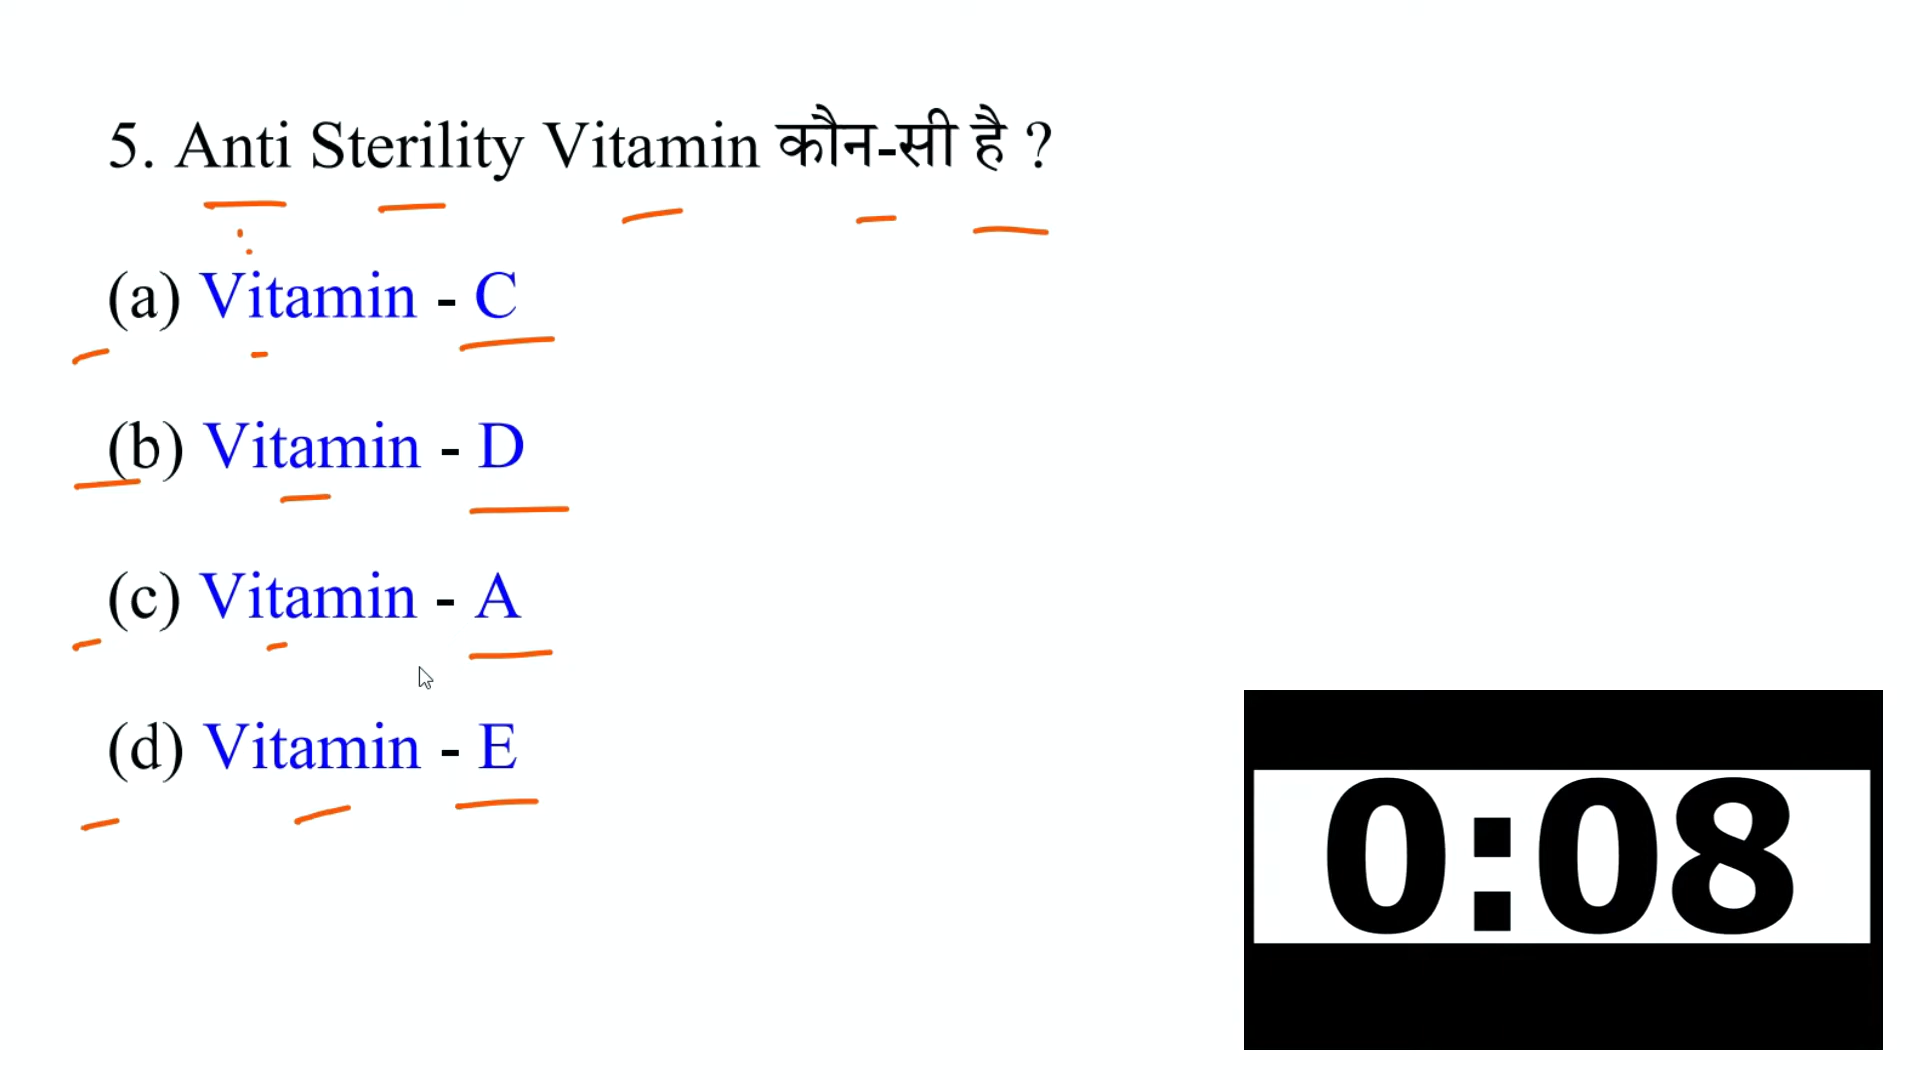 5. Anti Sterility Vitamin कौन-सी है ?
(a) Vitamin - C
(b) Vitamin - D
(c) Vitamin - A
(d) Vitamin - E
0:08